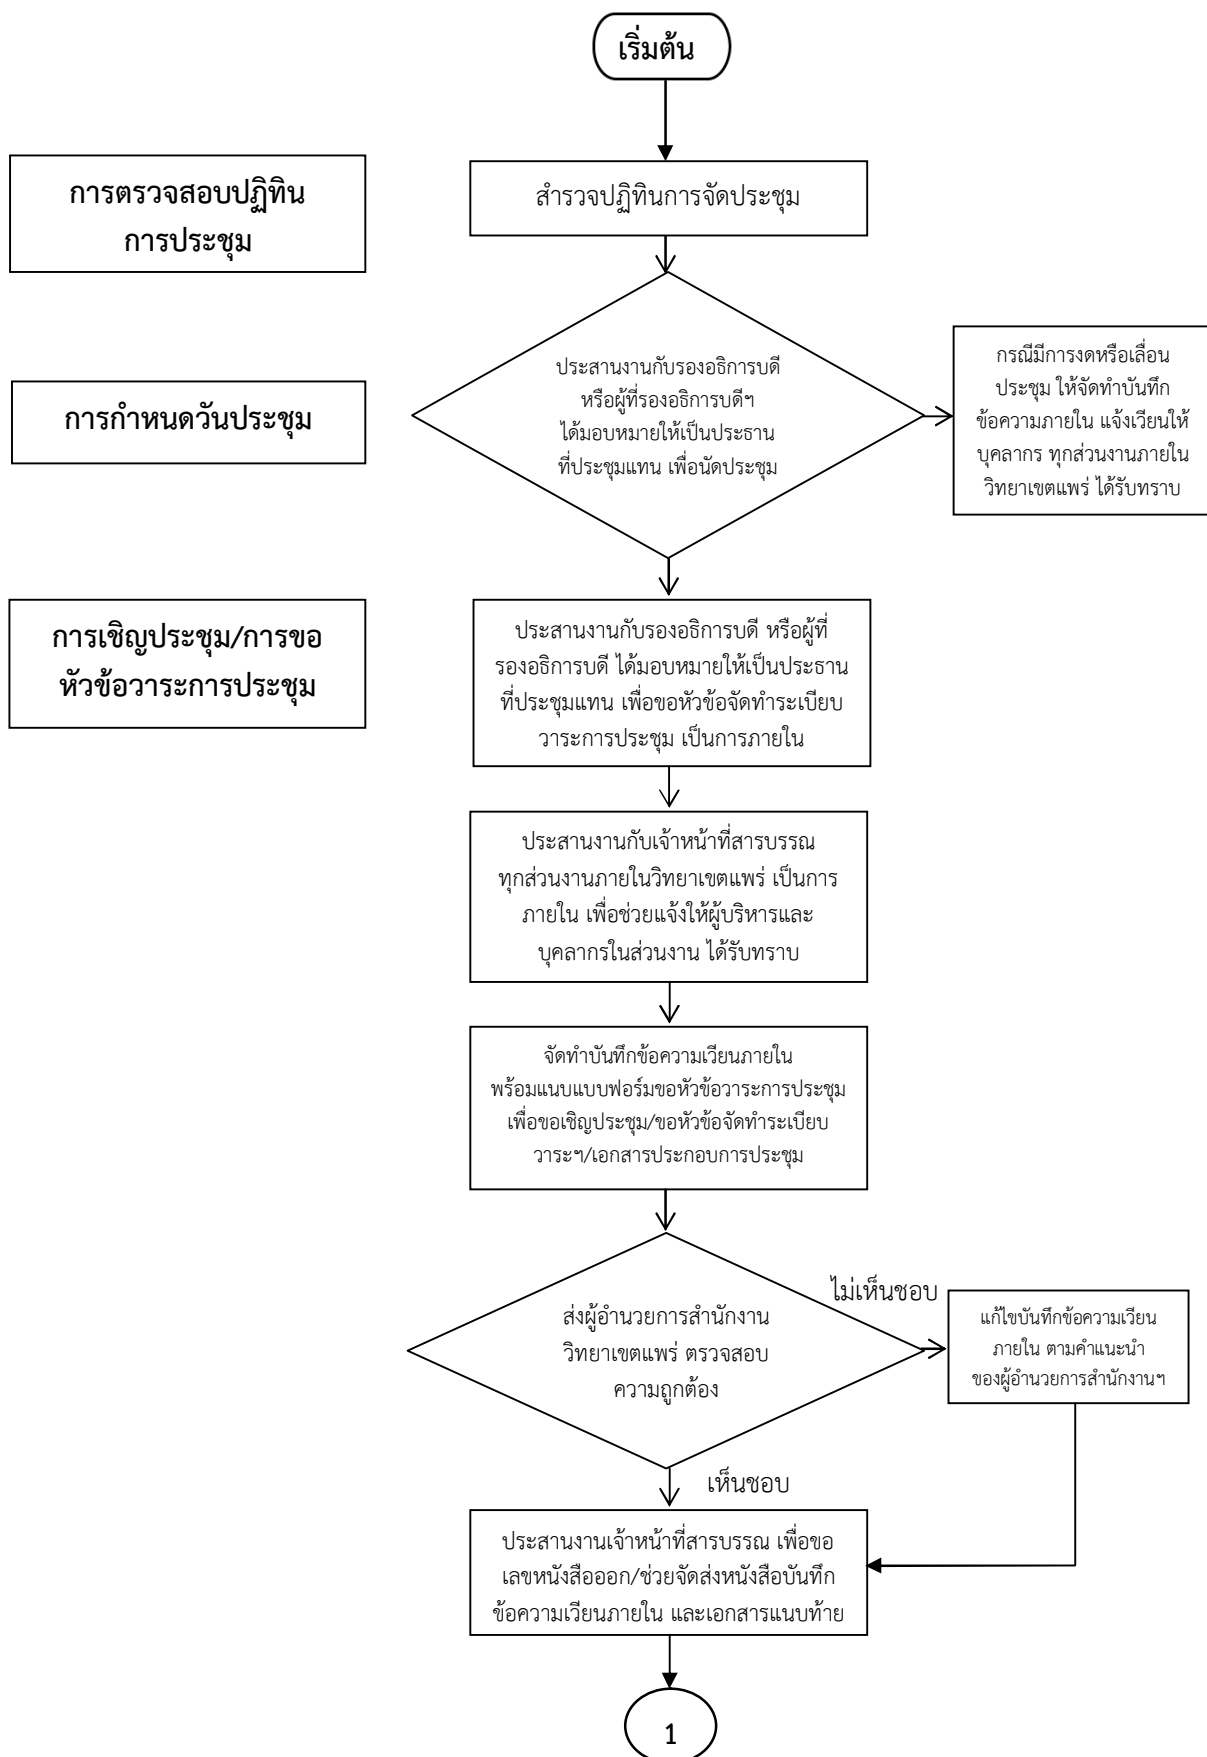 เริ่มต้น
การตรวจสอบปฏิทิน
การประชุม
สำรวจปฏิทินการจัดประชุม
การกำหนดวันประชุม
ประสานงานกับรองอธิการบดี
หรือผู้ที่รองอธิการบดีฯ
ได้มอบหมายให้เป็นประธาน
ที่ประชุมแทน เพื่อนัดประชุม
กรณีมีการงดหรือเลื่อน
ประชุม ให้จัดทำบันทึก
ข้อความภายใน แจ้งเวียนให้
บุคลากร ทุกส่วนงานภายใน
วิทยาเขตแพร่ ได้รับทราบ
การเชิญประชุม/การขอ
หัวข้อวาระการประชุม
ประสานงานกับรองอธิการบดี หรือผู้ที่
รองอธิการบดี ได้มอบหมายให้เป็นประธาน
ที่ประชุมแทน เพื่อขอหัวข้อจัดทำระเบียบ
วาระการประชุม เป็นการภายใน
ประสานงานกับเจ้าหน้าที่สารบรรณ
ทุกส่วนงานภายในวิทยาเขตแพร่ เป็นการ
ภายใน เพื่อช่วยแจ้งให้ผู้บริหารและ
บุคลากรในส่วนงาน ได้รับทราบ
จัดทำบันทึกข้อความเวียนภายใน
พร้อมแนบแบบฟอร์มขอหัวข้อวาระการประชุม
เพื่อขอเชิญประชุม/ขอหัวข้อจัดทำระเบียบ
วาระฯ/เอกสารประกอบการประชุม
ส่งผู้อำนวยการสำนักงาน
วิทยาเขตแพร่ ตรวจสอบ
ความถูกต้อง
ไม่เห็นชอบ
แก้ไขบันทึกข้อความเวียน
ภายใน ตามคำแนะนำ
ของผู้อำนวยการสำนักงานฯ
เห็นชอบ
ประสานงานเจ้าหน้าที่สารบรรณ เพื่อขอ
เลขหนังสือออก/ช่วยจัดส่งหนังสือบันทึก
ข้อความเวียนภายใน และเอกสารแนบท้าย
1